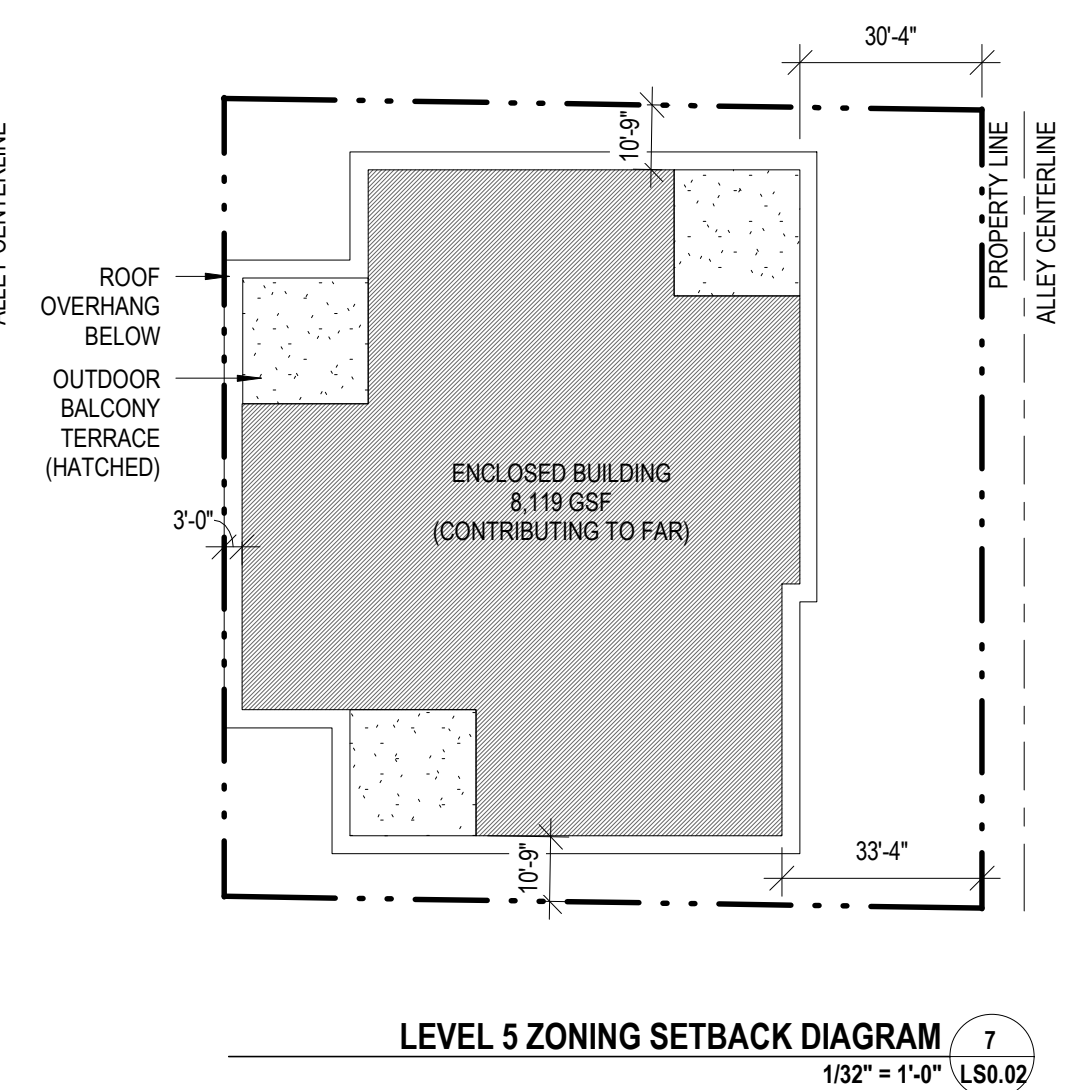 30'-4"
10'-9"
PROPERTY LINE
ALLEY CENTERLINE
ALLEY CENTERLINE
ROOF
OVERHANG
BELOW
OUTDOOR
BALCONY
TERRACE
(HATCHED)
ENCLOSED BUILDING
8,119 GSF
(CONTRIBUTING TO FAR)
3'-0"
10'-9"
33'-4"
LEVEL 5 ZONING SETBACK DIAGRAM
7
1/32" = 1'-0"
LS0.02